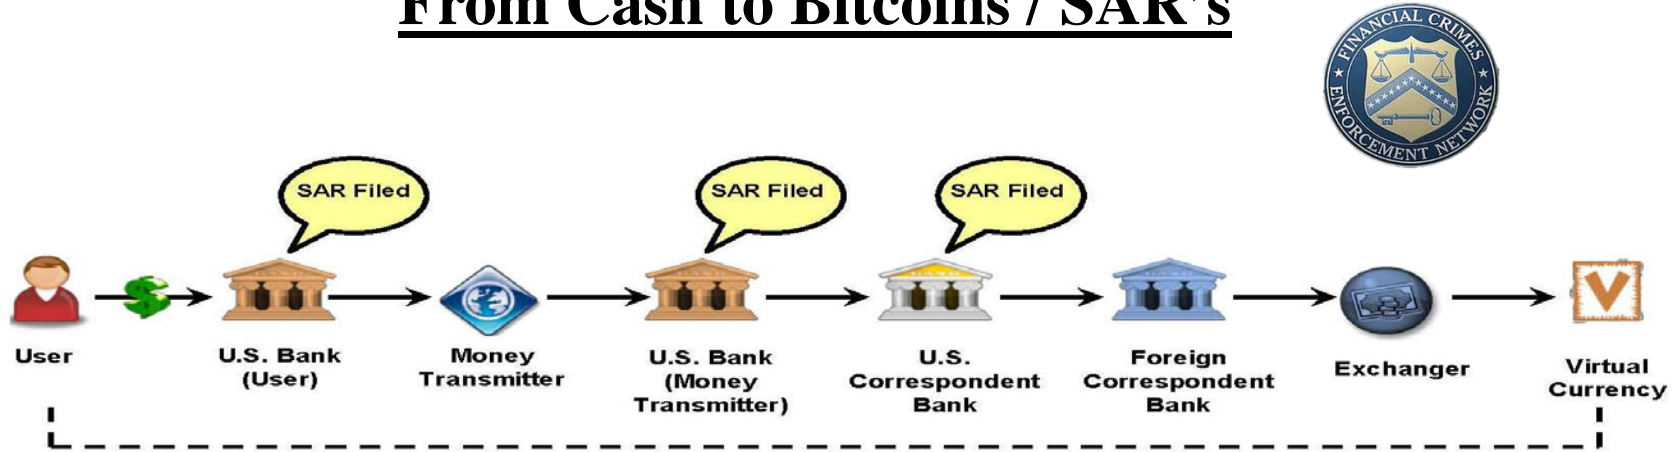 From Cash to Bitcoins / SAR's
FINANCIAL CRIMES
ENFORCEMENT NETWORK
SAR Filed
SAR Filed
SAR Filed
$
User
U.S. Bank
(User)
Money
Transmitter
U.S. Bank
(Money
Transmitter)
U.S.
Correspondent
Bank
Foreign
Correspondent
Bank
Exchanger
V
Virtual
Currency